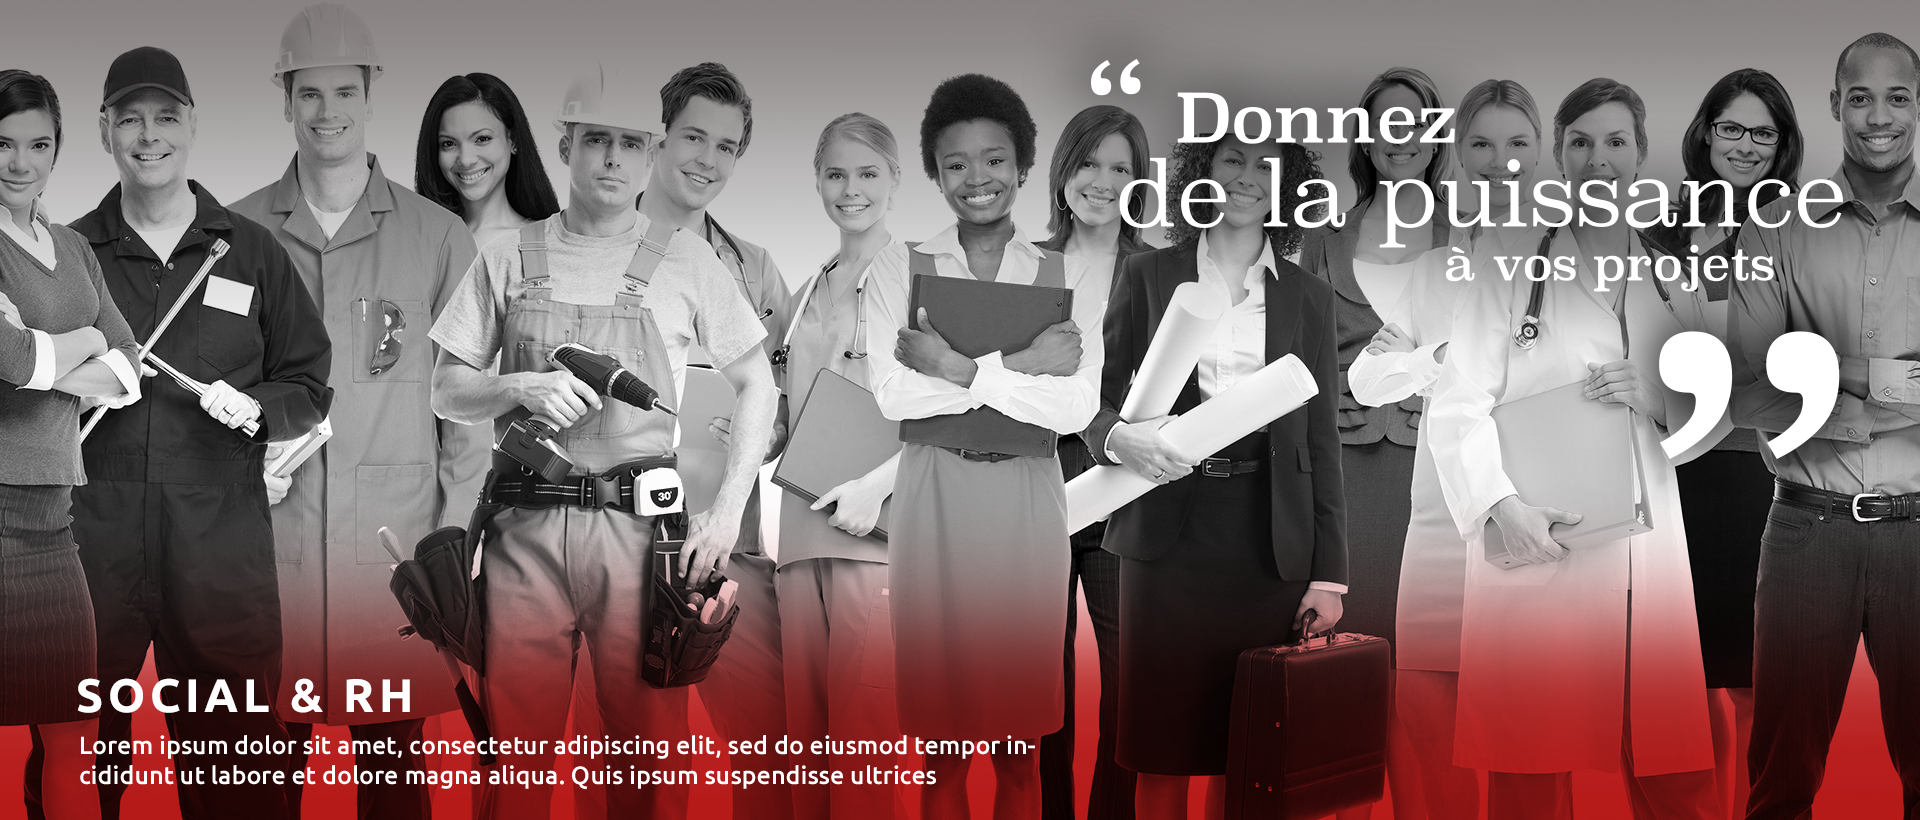 “ Donnez
de la puissance
à vos projets
”
30'
SOCIAL & RH
Lorem ipsum dolor sit amet, consectetur adipiscing elit, sed do eiusmod tempor in-
cididunt ut labore et dolore magna aliqua. Quis ipsum suspendisse ultrices